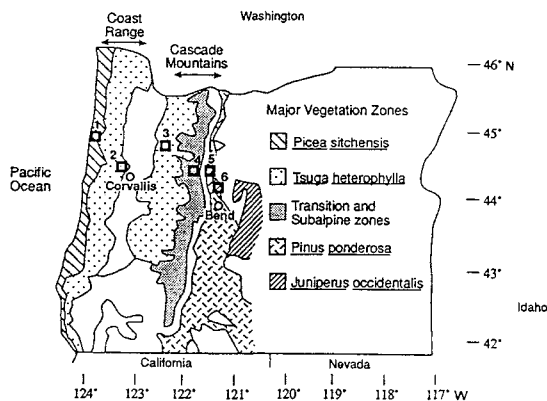 Washington
Coast
Range
Cascade
Mountains
46° N
45°
44°
43°
42°
Major Vegetation Zones
Picea sitchensis
Tsuga heterophylla
Transition and
Subalpine zones
Pinus ponderosa
Juniperus occidentalis
Pacific
Ocean
1
2
3
4
5
6
Corvallis
Bend
Idaho
California
Nevada
124°
123°
122°
121°
120°
119°
118°
117° W